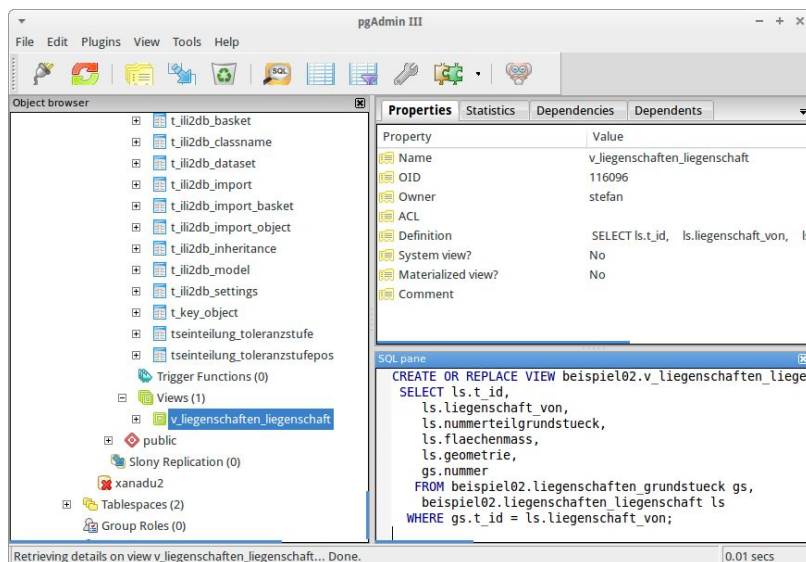 pgAdmin III
File Edit Plugins View Tools Help
SQL
Object browser
t_ili2db_basket
t_ili2db_classname
t_ili2db_dataset
t_ili2db_import
t_ili2db_import_basket
t_ili2db_import_object
t_ili2db_inheritance
t_ili2db_model
t_ili2db_settings
t_key_object
tseinteilung_toleranzstufe
tseinteilung_toleranzstufepos
Trigger Functions (0)
Views (1)
v_liegenschaften_liegenschaft
public
Slony Replication (0)
xanadu2
Tablespaces (2)
Group Roles (0)
Properties Statistics Dependencies Dependents
Property Value
Name v_liegenschaften_liegenschaft
OID 116096
Owner stefan
ACL
Definition SELECT ls.t_id, ls.liegenschaft_von, ls
System view? No
Materialized view? No
Comment
SQL pane
CREATE OR REPLACE VIEW beispiel02.v_liegenschaften_liege
SELECT ls.t_id,
ls.liegenschaft_von,
ls.nummerteilgrundstueck,
ls.flaechenmass,
ls.geometrie,
gs.nummer
FROM beispiel02.liegenschaften_grundstueck gs,
beispiel02.liegenschaften_liegenschaft ls
WHERE gs.t_id = ls.liegenschaft_von;
Retrieving details on view v_liegenschaften_liegenschaft... Done. 0.01 secs